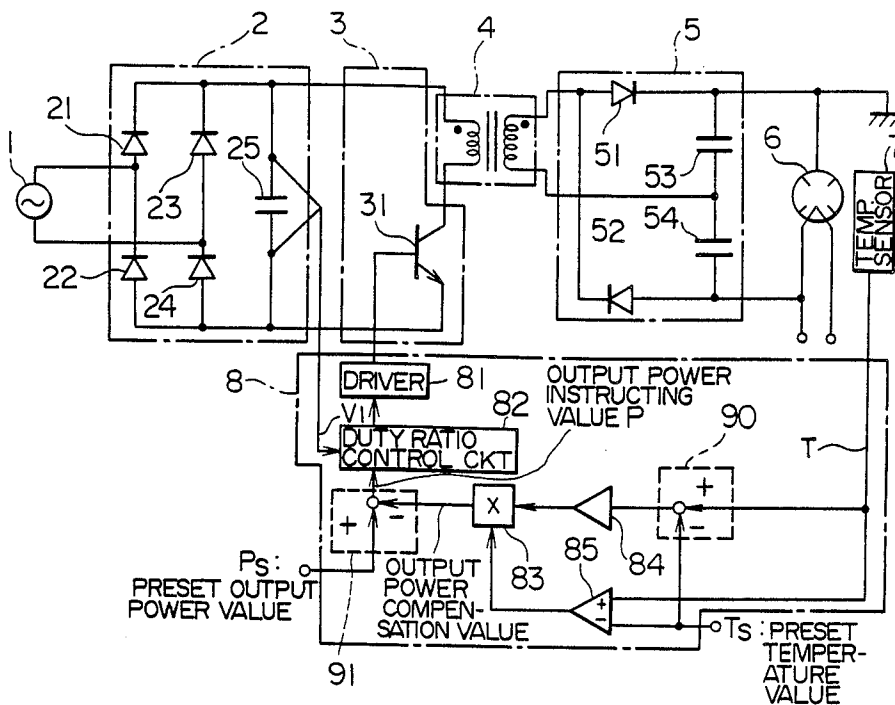 2
3
4
5
1
21
23
25
22
24
31
51
52
53
54
6
7
TEMP.
SENSOR
8
DRIVER
81
V1
DUTY RATIO
CONTROL CKT
82
OUTPUT POWER
INSTRUCTING
VALUE P
90
T
+
−
+
−
X
83
84
85
+
−
PS :
PRESET OUTPUT
POWER VALUE
91
OUTPUT
POWER
COMPEN-
SATION VALUE
TS : PRESET
TEMPER-
ATURE
VALUE